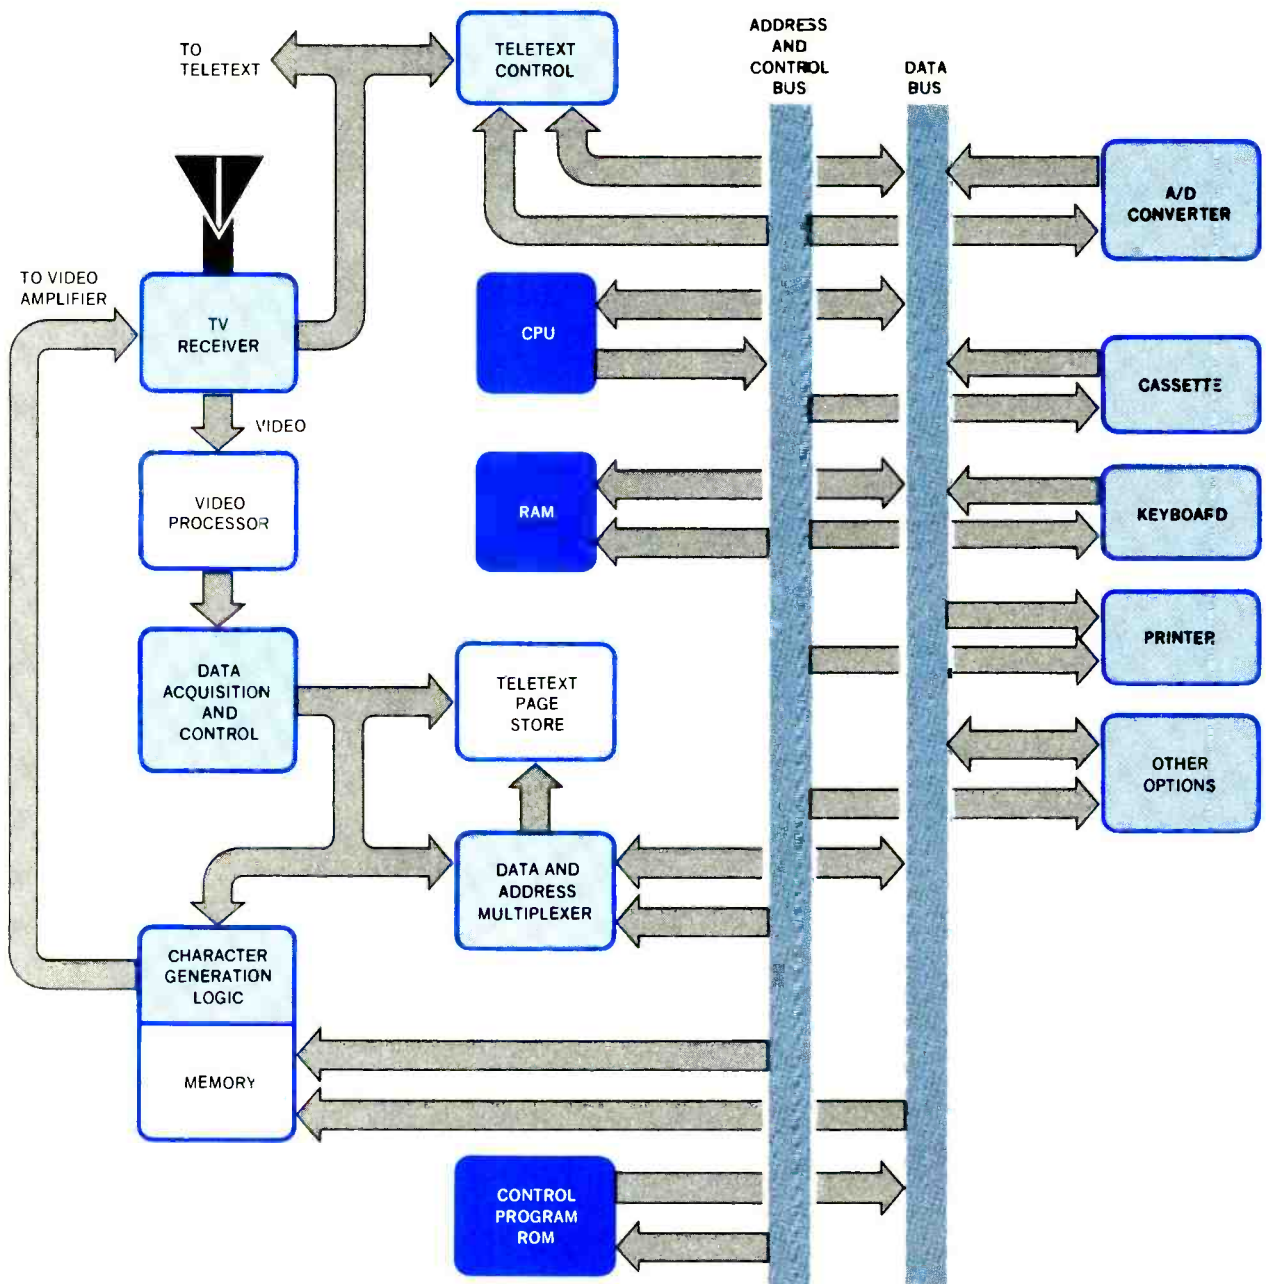 TO
TELETEXT
TELETEXT
CONTROL
ADDRESS
AND
CONTROL
BUS
DATA
BUS
A/D
CONVERTER
TO VIDEO
AMPLIFIER
TV
RECEIVER
CPU
CASSETTE
VIDEO
VIDEO
PROCESSOR
RAM
KEYBOARD
DATA
ACQUISITION
AND
CONTROL
TELETEXT
PAGE
STORE
PRINTER
OTHER
OPTIONS
DATA AND
ADDRESS
MULTIPLEXER
CHARACTER
GENERATION
LOGIC
MEMORY
CONTROL
PROGRAM
ROM